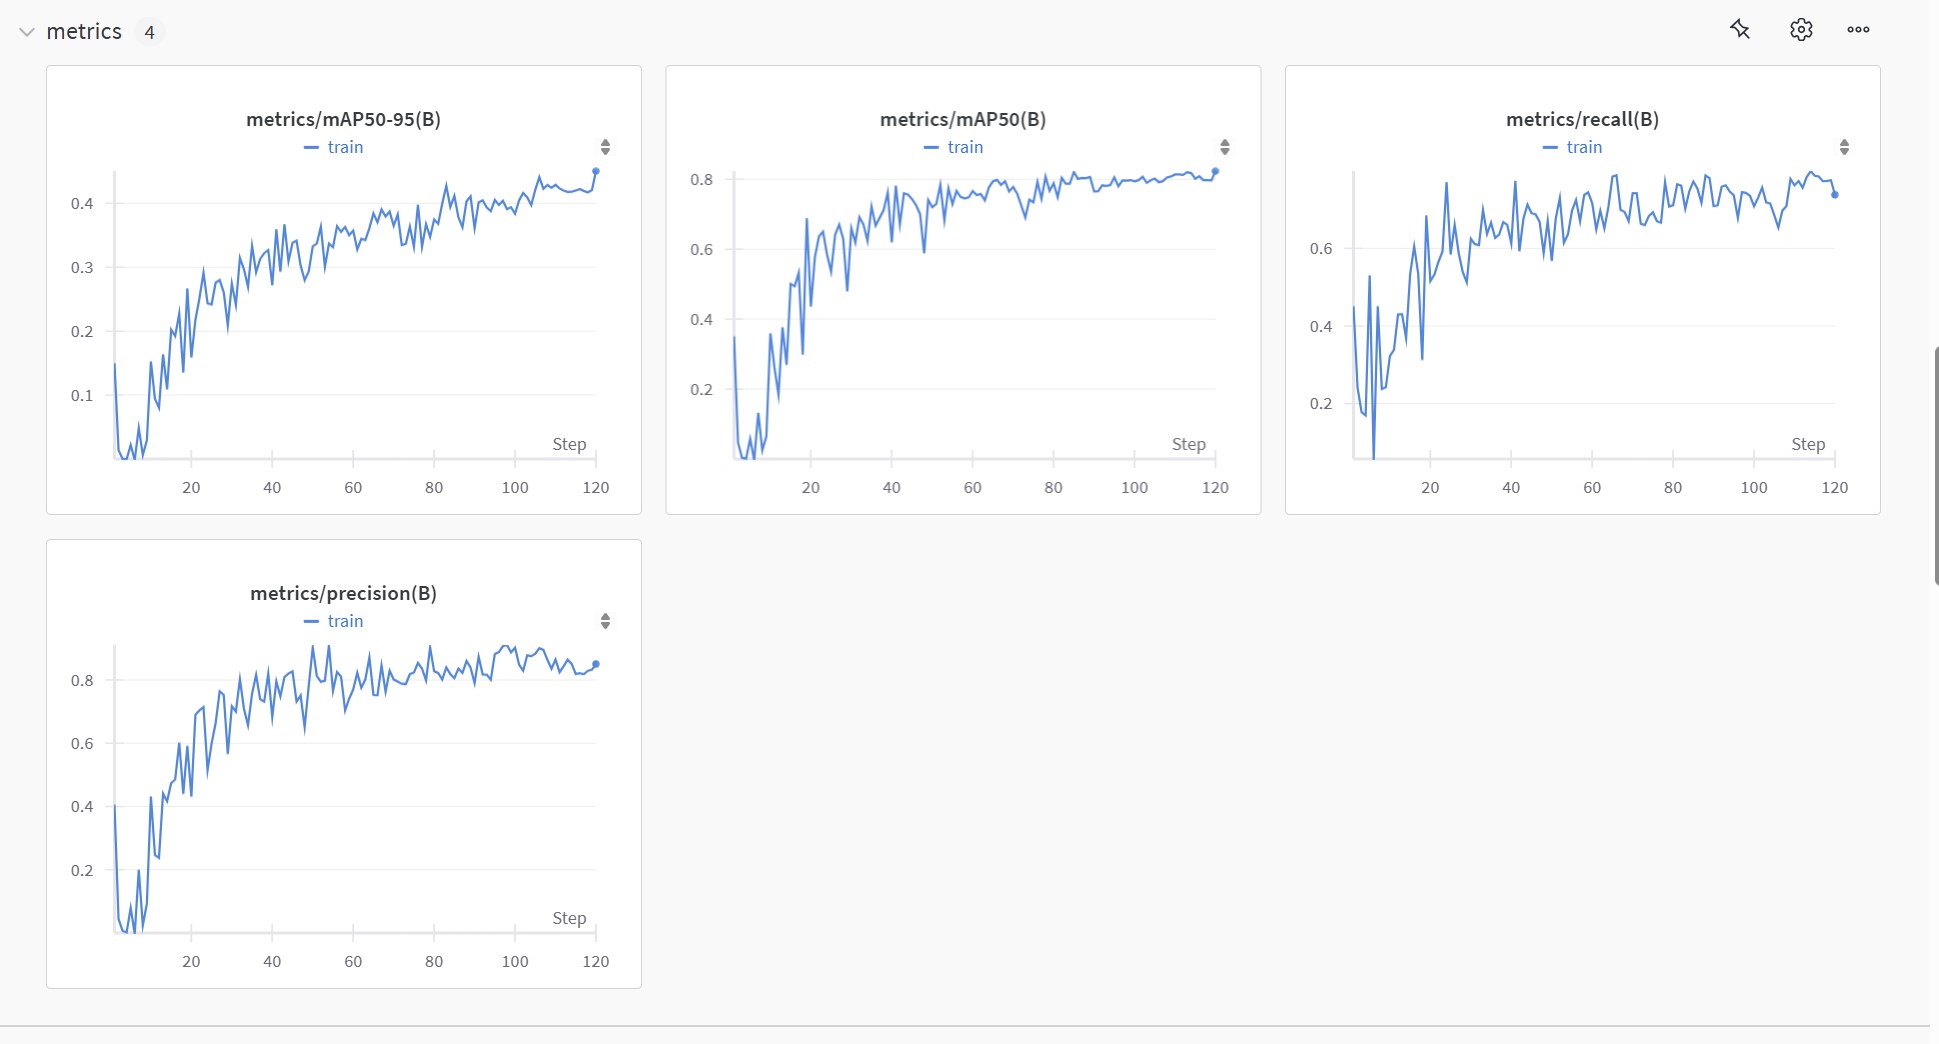 metrics 4
metrics/mAP50-95(B)
train
0.4
0.3
0.2
0.1
Step
20 40 60 80 100 120
metrics/mAP50(B)
train
0.8
0.6
0.4
0.2
Step
20 40 60 80 100 120
metrics/recall(B)
train
0.6
0.4
0.2
Step
20 40 60 80 100 120
metrics/precision(B)
train
0.8
0.6
0.4
0.2
Step
20 40 60 80 100 120